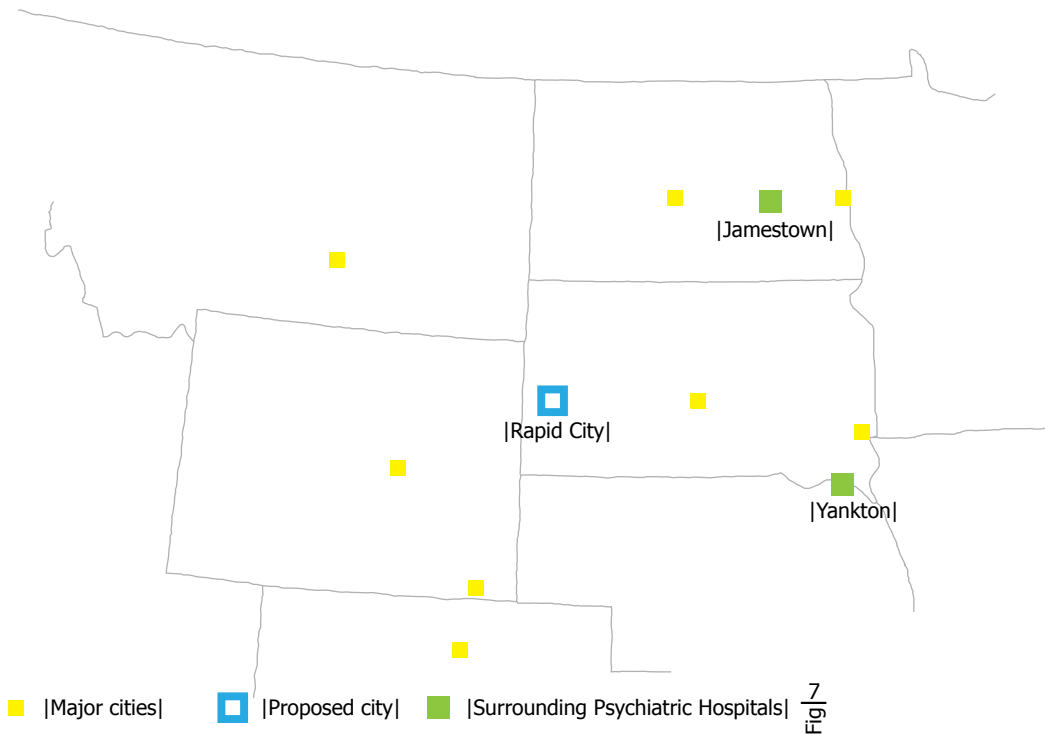 |Jamestown|
|Rapid City|
|Yankton|
|Major cities|
|Proposed city|
|Surrounding Psychiatric Hospitals|
Fig|7